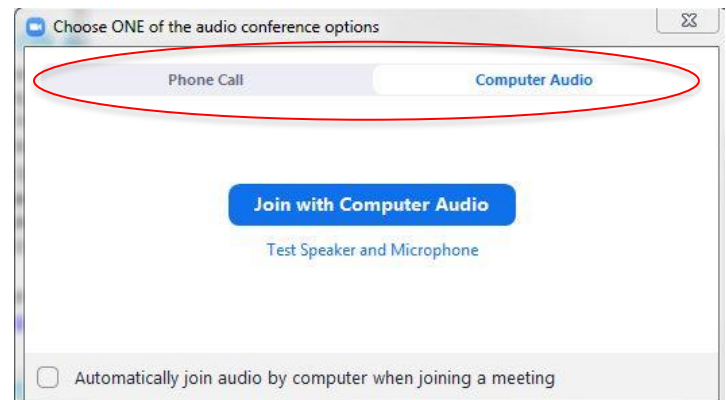 Choose ONE of the audio conference options
Phone Call Computer Audio
Join with Computer Audio
Test Speaker and Microphone
Automatically join audio by computer when joining a meeting